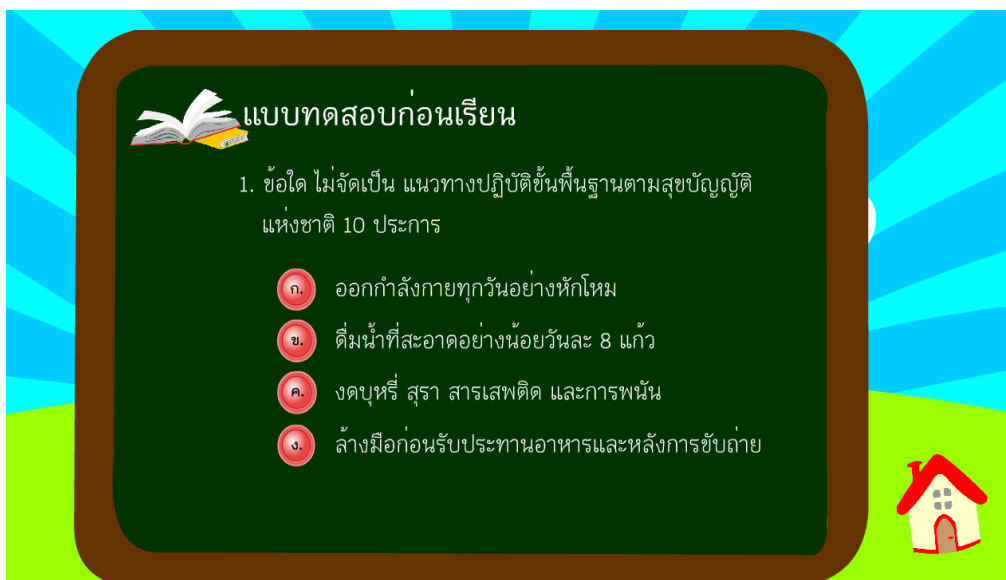 แบบทดสอบก่อนเรียน
1. ข้อใด ไม่จัดเป็น แนวทางปฏิบัติขั้นพื้นฐานตามสุขบัญญัติ
แห่งชาติ 10 ประการ
ก. ออกกำลังกายทุกวันอย่างหักโหม
ข. ดื่มน้ำที่สะอาดอย่างน้อยวันละ 8 แก้ว
ค. งดบุหรี่ สุรา สารเสพติด และการพนัน
ง. ล้างมือก่อนรับประทานอาหารและหลังการขับถ่าย